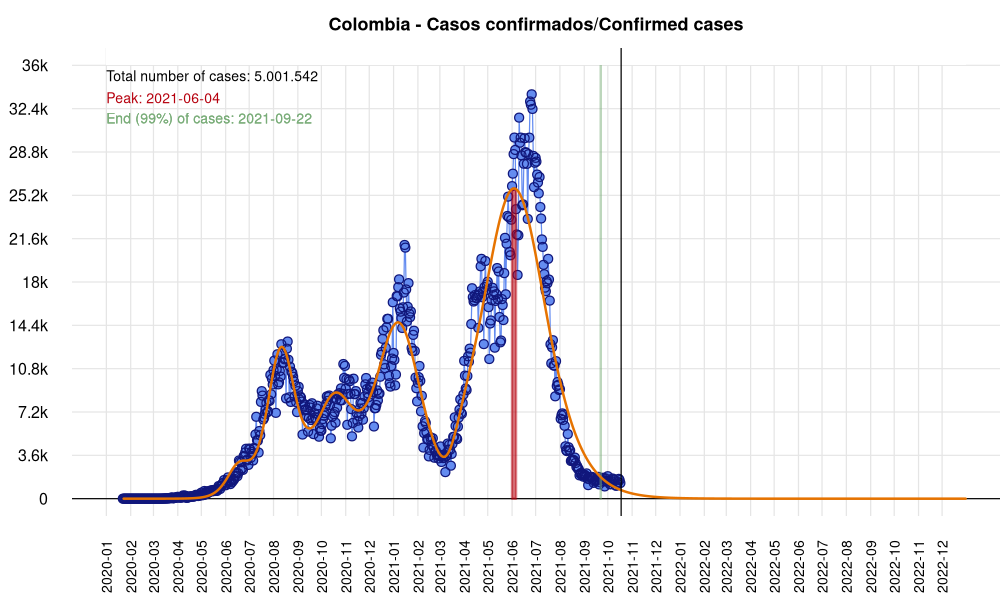 Colombia - Casos confirmados/Confirmed cases
Total number of cases: 5.001.542
Peak: 2021-06-04
End (99%) of cases: 2021-09-22
36k
32.4k
28.8k
25.2k
21.6k
18k
14.4k
10.8k
7.2k
3.6k
0
2020-01
2020-02
2020-03
2020-04
2020-05
2020-06
2020-07
2020-08
2020-09
2020-10
2020-11
2020-12
2021-01
2021-02
2021-03
2021-04
2021-05
2021-06
2021-07
2021-08
2021-09
2021-10
2021-11
2021-12
2022-01
2022-02
2022-03
2022-04
2022-05
2022-06
2022-07
2022-08
2022-09
2022-10
2022-11
2022-12